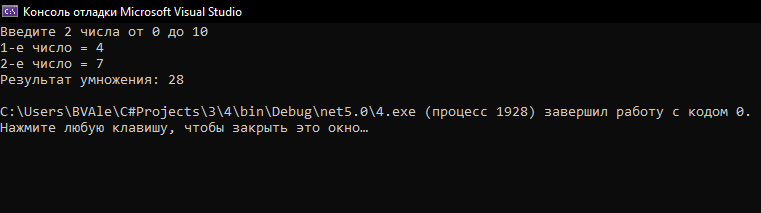 Консоль отладки Microsoft Visual Studio
Введите 2 числа от 0 до 10
1-е число = 4
2-е число = 7
Результат умножения: 28
C:\Users\BVAle\C#Projects\3\4\bin\Debug\net5.0\4.exe (процесс 1928) завершил работу с кодом 0.
Нажмите любую клавишу, чтобы закрыть это окно…